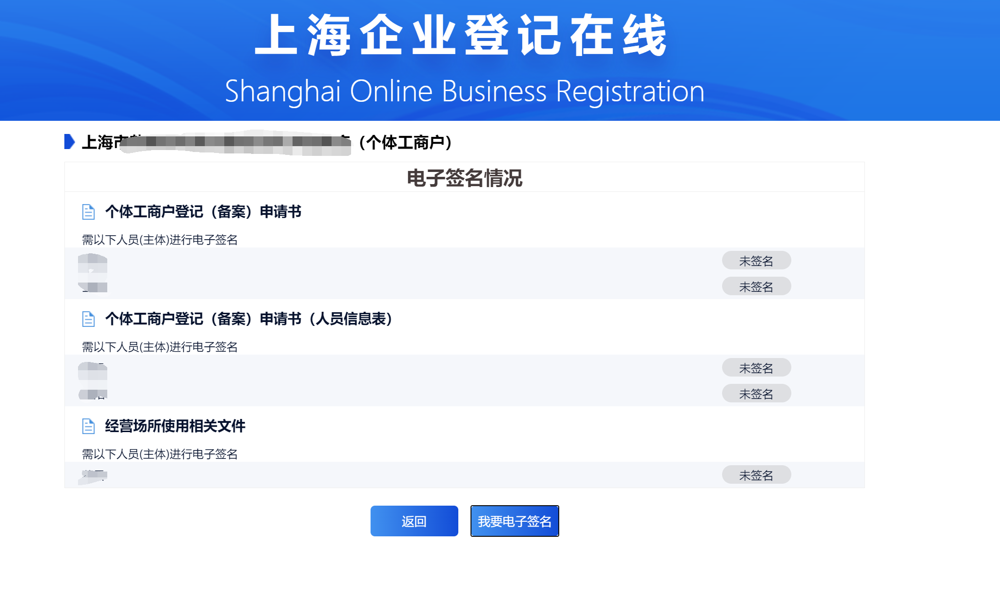 上海企业登记在线
Shanghai Online Business Registration
上海市（个体工商户）
电子签名情况
个体工商户登记（备案）申请书
需以下人员(主体)进行电子签名
未签名
未签名
个体工商户登记（备案）申请书（人员信息表）
需以下人员(主体)进行电子签名
未签名
未签名
经营场所使用相关文件
需以下人员(主体)进行电子签名
未签名
返回
我要电子签名